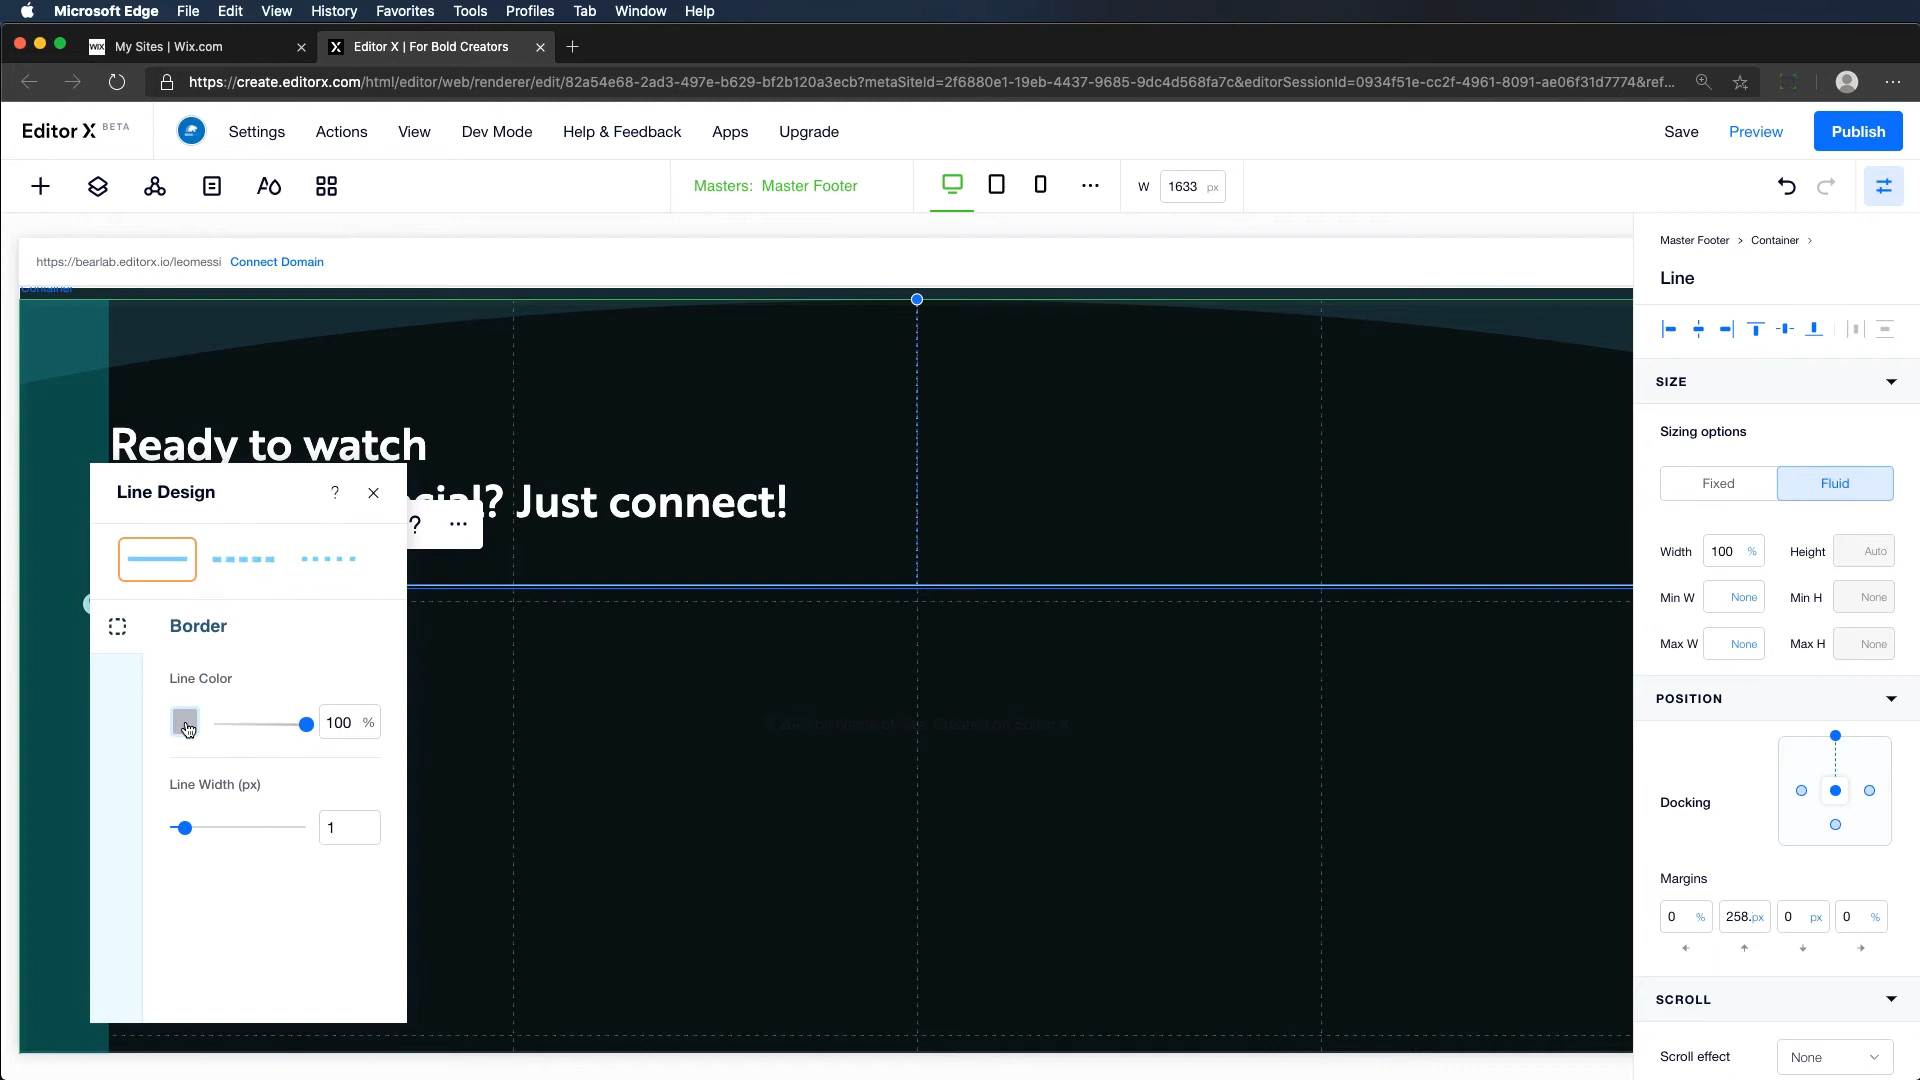 Microsoft Edge File Edit View History Favorites Tools Profiles Tab Window Help
WIX My Sites | Wix.com
X Editor X | For Bold Creators
https://create.editorx.com/html/editor/web/renderer/edit/82a54e68-2ad3-497e-b629-bf2b120a3ecb?metaSiteId=2f6880e1-19eb-4437-9685-9dc4d568fa7c&editorSessionId=0934f51e-cc2f-4961-8091-ae06f31d7774&ref...
Editor X BETA Settings Actions View Dev Mode Help & Feedback Apps Upgrade Save Preview Publish
Masters: Master Footer W 1633 px
https://bearlab.editorx.io/leomessi Connect Domain
Container
Ready to watch
cial? Just connect!
Line Design ?
? ...
Border
Line Color
100 %
Line Width (px)
1
Master Footer > Container >
Line
SIZE
Sizing options
Fixed Fluid
Width 100 % Height Auto
Min W None Min H None
Max W None Max H None
POSITION
Docking
Margins
0 % 258.px 0 px 0 %
SCROLL
Scroll effect None